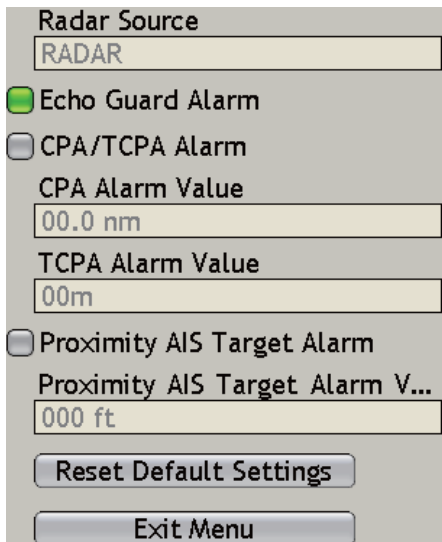 Radar Source
RADAR
Echo Guard Alarm
CPA/TCPA Alarm
CPA Alarm Value
00.0 nm
TCPA Alarm Value
00m
Proximity AIS Target Alarm
Proximity AIS Target Alarm V...
000 ft
Reset Default Settings
Exit Menu